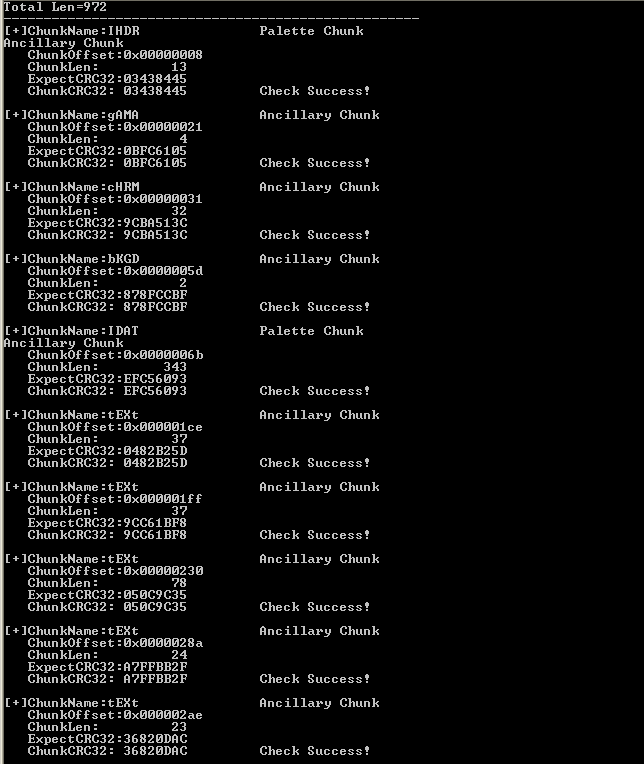 Total Len=972
----------------------------------------------------
[+]ChunkName:IHDR Palette Chunk
Ancillary Chunk
ChunkOffset:0x00000008
ChunkLen: 13
ExpectCRC32:03438445
ChunkCRC32: 03438445 Check Success!
[+]ChunkName:gAMA Ancillary Chunk
ChunkOffset:0x00000021
ChunkLen: 4
ExpectCRC32:0BFC6105
ChunkCRC32: 0BFC6105 Check Success!
[+]ChunkName:cHRM Ancillary Chunk
ChunkOffset:0x00000031
ChunkLen: 32
ExpectCRC32:9CBA513C
ChunkCRC32: 9CBA513C Check Success!
[+]ChunkName:bKGD Ancillary Chunk
ChunkOffset:0x0000005d
ChunkLen: 2
ExpectCRC32:878FCCBF
ChunkCRC32: 878FCCBF Check Success!
[+]ChunkName:IDAT Palette Chunk
Ancillary Chunk
ChunkOffset:0x0000006b
ChunkLen: 343
ExpectCRC32:EFC56093
ChunkCRC32: EFC56093 Check Success!
[+]ChunkName:tEXt Ancillary Chunk
ChunkOffset:0x000001ce
ChunkLen: 37
ExpectCRC32:0482B25D
ChunkCRC32: 0482B25D Check Success!
[+]ChunkName:tEXt Ancillary Chunk
ChunkOffset:0x000001ff
ChunkLen: 37
ExpectCRC32:9CC61BF8
ChunkCRC32: 9CC61BF8 Check Success!
[+]ChunkName:tEXt Ancillary Chunk
ChunkOffset:0x00000230
ChunkLen: 78
ExpectCRC32:050C9C35
ChunkCRC32: 050C9C35 Check Success!
[+]ChunkName:tEXt Ancillary Chunk
ChunkOffset:0x0000028a
ChunkLen: 24
ExpectCRC32:A7FFBB2F
ChunkCRC32: A7FFBB2F Check Success!
[+]ChunkName:tEXt Ancillary Chunk
ChunkOffset:0x000002ae
ChunkLen: 23
ExpectCRC32:36820DAC
ChunkCRC32: 36820DAC Check Success!